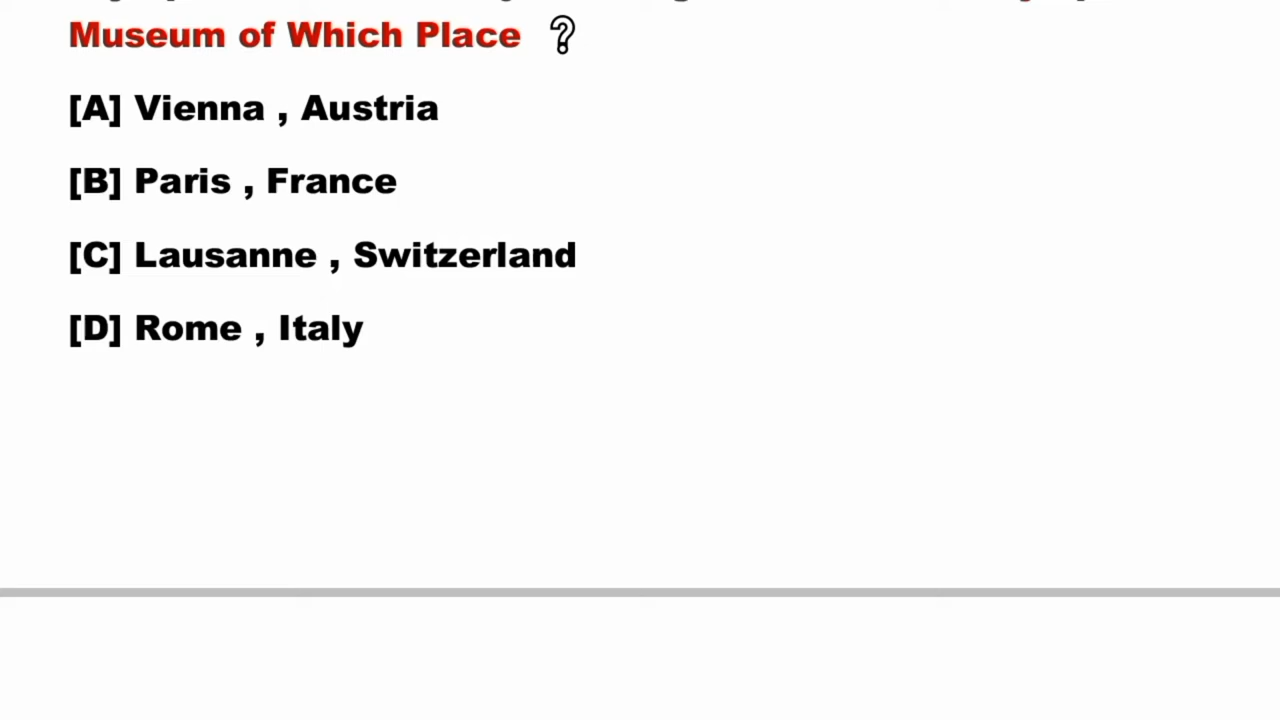 Museum of Which Place ?
[A] Vienna , Austria
[B] Paris , France
[C] Lausanne , Switzerland
[D] Rome , Italy